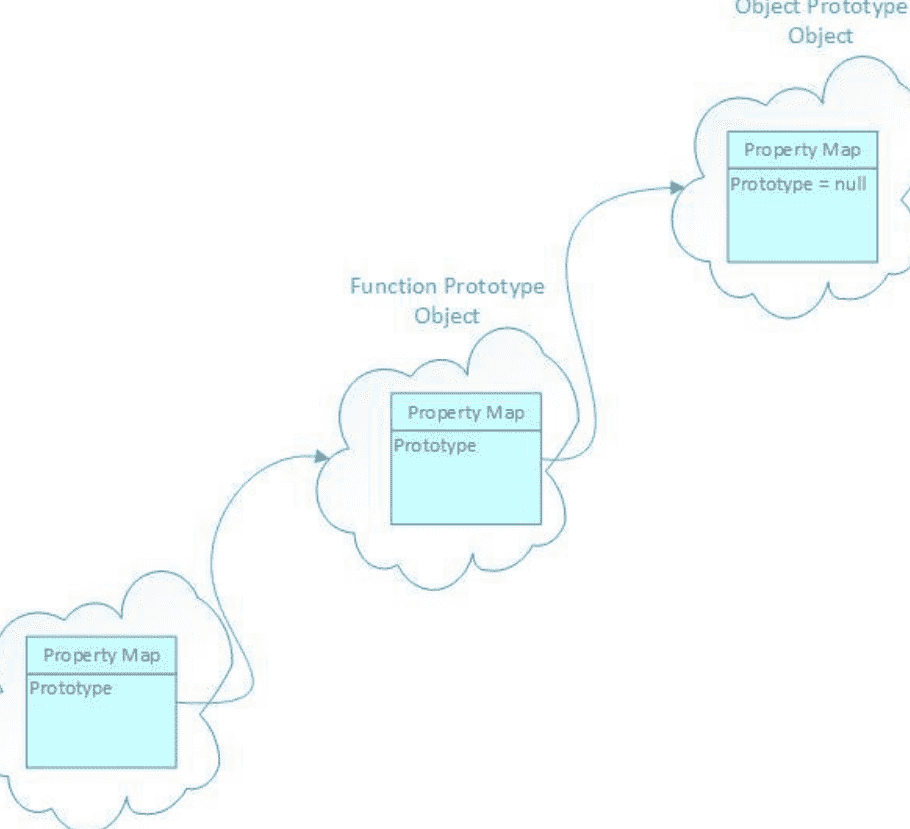 Object Prototype
Object
Property Map
Prototype = null
Function Prototype
Object
Property Map
Prototype
Property Map
Prototype